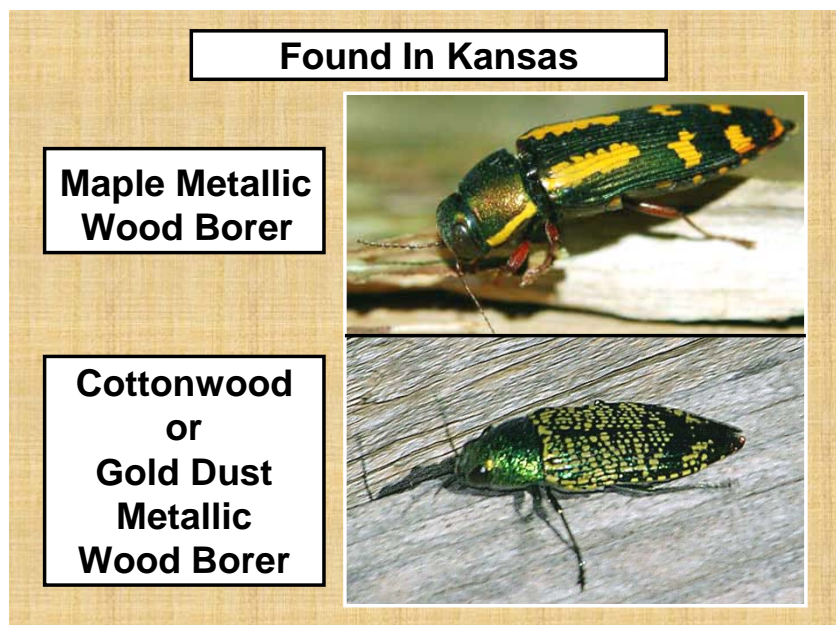 Found In Kansas
Maple Metallic
Wood Borer
Cottonwood
or
Gold Dust
Metallic
Wood Borer